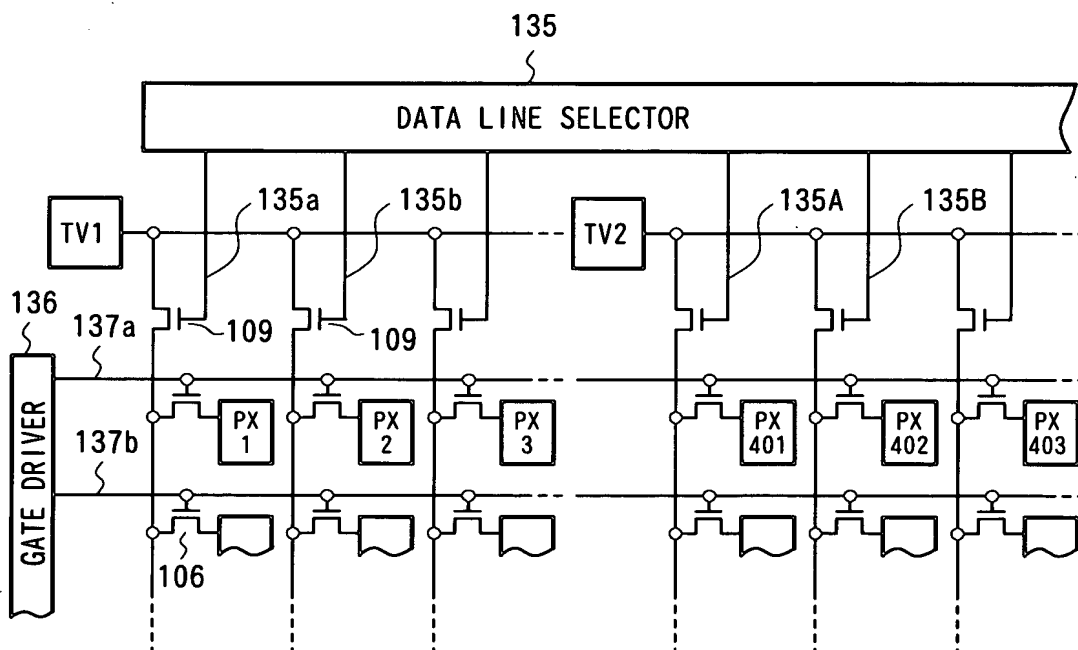 135
DATA LINE SELECTOR
135a
135b
135A
135B
TV1
TV2
136
137a
109
109
PX
1
PX
2
PX
3
PX
401
PX
402
PX
403
137b
GATE DRIVER
106